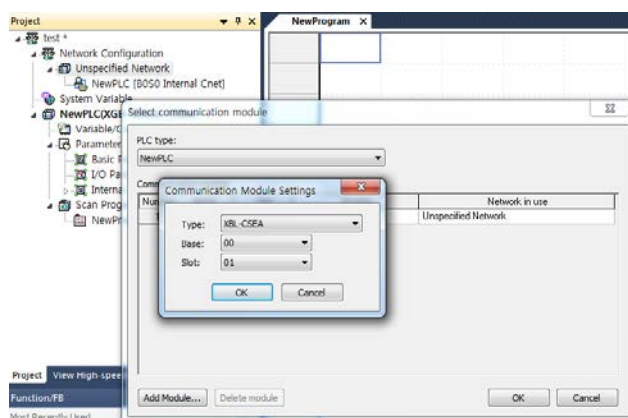 Project
NewProgram
test *
Network Configuration
Unspecified Network
NewPLC [B0S0 Internal Cnet]
System Variable
NewPLC(XGI
Select communication module
Variable/C
Parameter
PLC type:
Basic P
NewPLC
I/O Pa
Interna
Scan Prog
NewPr
Com
Num
Network in use
1
Unspecified Network
Communication Module Settings
Type: XBL-CSEA
Base: 00
Slot: 01
OK Cancel
Project View High-spee
Function/FB
Add Module... Delete module OK Cancel
Most Recently Used